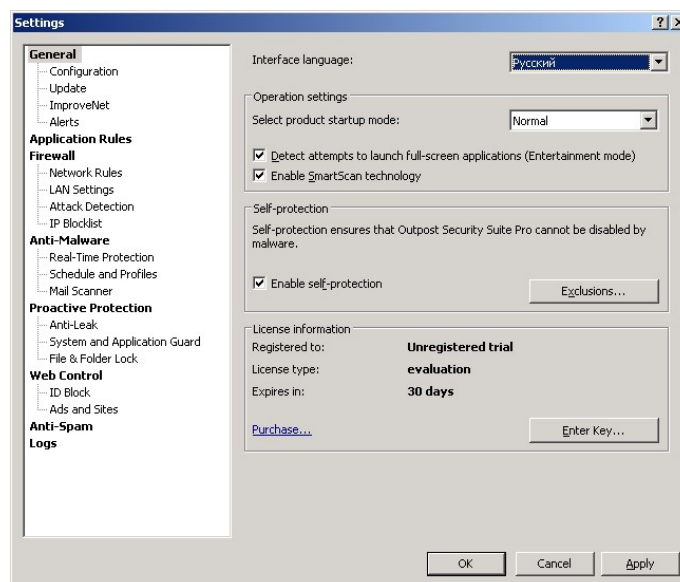 Settings
General
Configuration
Update
ImproveNet
Alerts
Application Rules
Firewall
Network Rules
LAN Settings
Attack Detection
IP Blocklist
Anti-Malware
Real-Time Protection
Schedule and Profiles
Mail Scanner
Proactive Protection
Anti-Leak
System and Application Guard
File & Folder Lock
Web Control
ID Block
Ads and Sites
Anti-Spam
Logs
Interface language: Русский
Operation settings
Select product startup mode: Normal
Detect attempts to launch full-screen applications (Entertainment mode)
Enable SmartScan technology
Self-protection
Self-protection ensures that Outpost Security Suite Pro cannot be disabled by
malware.
Enable self-protection
Exclusions...
License information
Registered to: Unregistered trial
License type: evaluation
Expires in: 30 days
Purchase...
Enter Key...
OK Cancel Apply